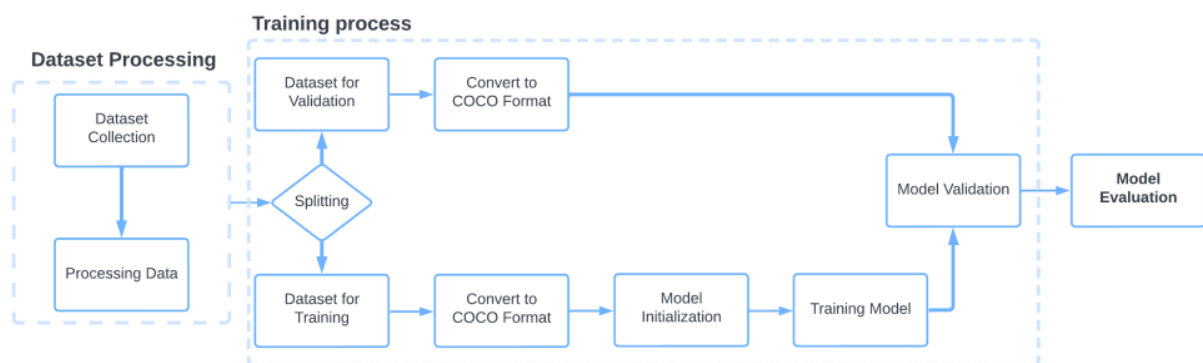 Training process
Dataset Processing
Dataset
Collection
Processing Data
Splitting
Dataset for
Validation
Convert to
COCO Format
Dataset for
Training
Convert to
COCO Format
Model
Initialization
Training Model
Model Validation
Model
Evaluation